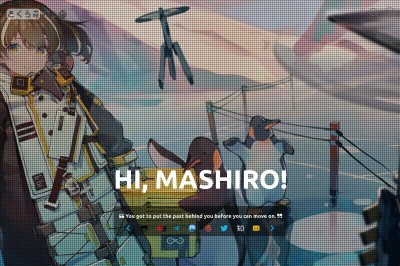 さくら荘
HI, MASHIRO!
❝ You got to put the past behind you before you can move on. ❞